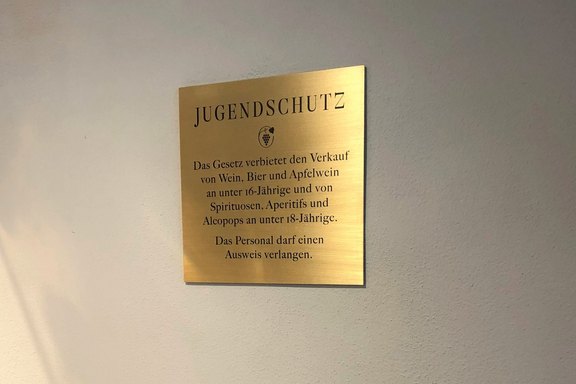 JUGENDSCHUTZ
Das Gesetz verbietet den Verkauf
von Wein, Bier und Apfelwein
an unter 16-Jährige und von
Spirituosen, Aperitifs und
Alcopops an unter 18-Jährige.
Das Personal darf einen
Ausweis verlangen.